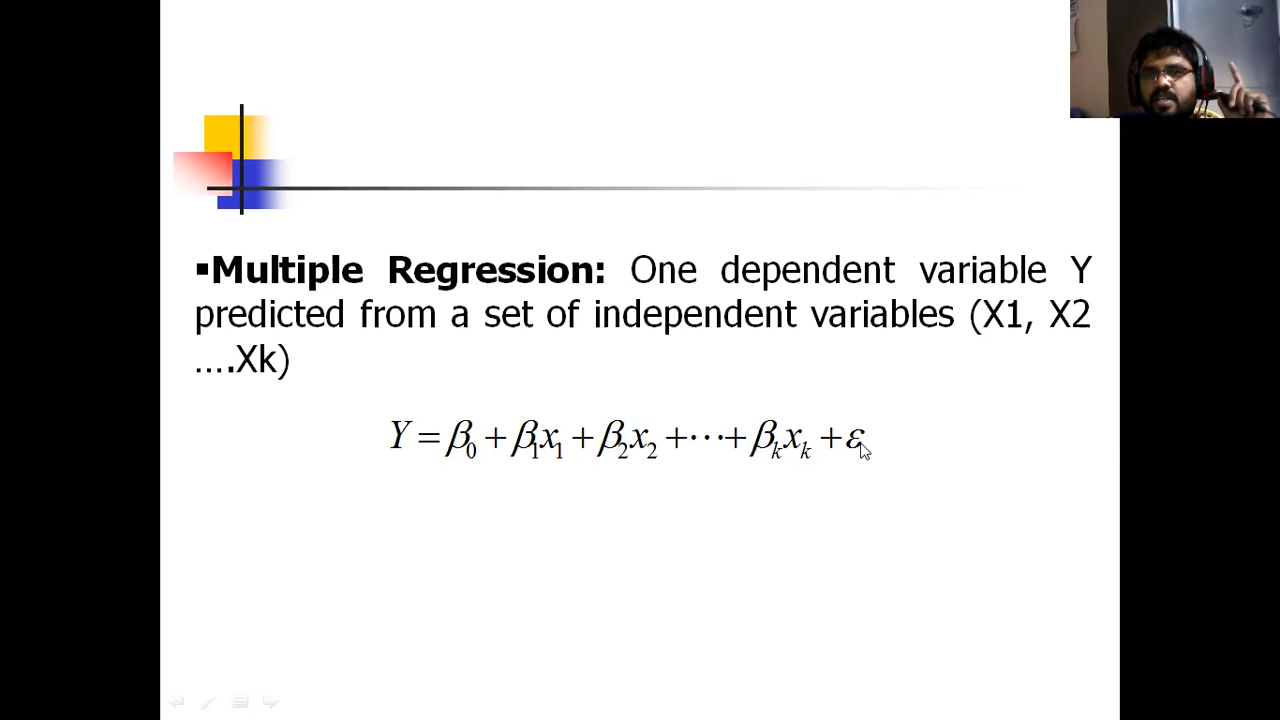 ▪Multiple Regression: One dependent variable Y
predicted from a set of independent variables (X1, X2
….Xk)
Y = β₀ + β₁x₁ + β₂x₂ + ⋯ + βₖxₖ + ε